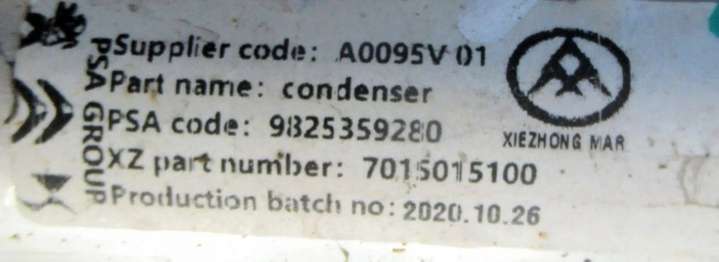 PSA GROUP
Supplier code: A0095V 01
Part name: condenser
PSA code: 9825359280
XZ part number: 7015015100
Production batch no: 2020.10.26
XIEZHONG MAR